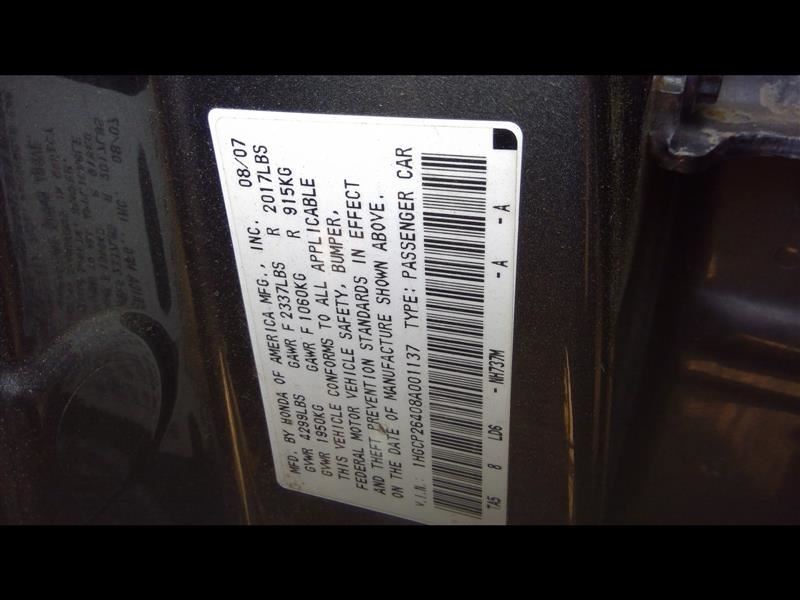 MFD. BY HONDA OF AMERICA MFG., INC. 08/07
GVWR 4299LBS GAWR F 2337LBS R 2017LBS
GVWR 1950KG GAWR F 1060KG R 915KG
THIS VEHICLE CONFORMS TO ALL APPLICABLE
FEDERAL MOTOR VEHICLE SAFETY, BUMPER,
AND THEFT PREVENTION STANDARDS IN EFFECT
ON THE DATE OF MANUFACTURE SHOWN ABOVE.
V.I.N.: 1HGCP26408A001137 TYPE: PASSENGER CAR
TA5 8 LDG - NH737M - A - A